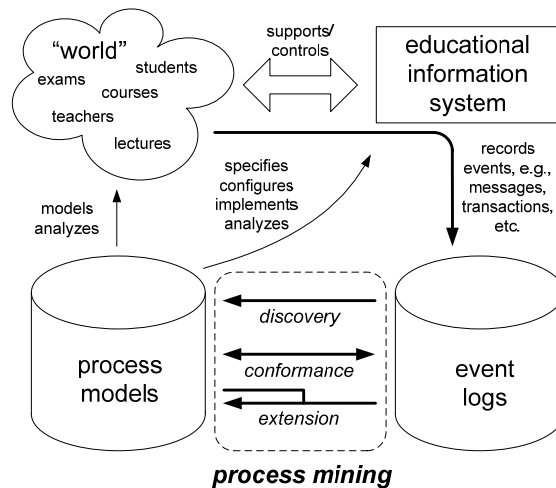 “world”
exams
students
courses
teachers
lectures
supports/
controls
educational
information
system
models
analyzes
specifies
configures
implements
analyzes
records
events, e.g.,
messages,
transactions,
etc.
process
models
discovery
conformance
extension
event
logs
process mining